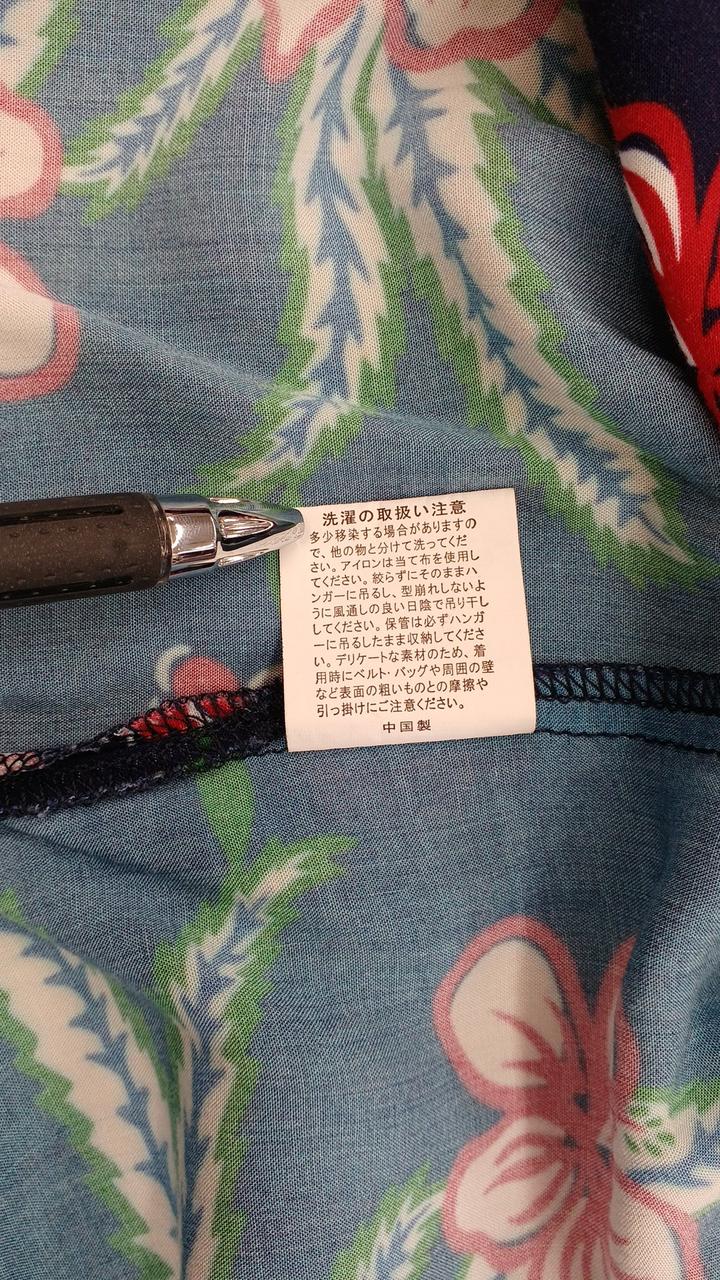 洗濯の取扱い注意
多少移染する場合がありますの
で、他の物と分けて洗ってくだ
さい。アイロンは当て布を使用し
てください。絞らずにそのままハ
ンガーに吊るし、型崩れしないよ
うに風通しの良い日陰で吊り干し
してください。保管は必ずハンガ
ーに吊るしたまま収納してくださ
い。デリケートな素材のため、着
用時にベルト・バッグや周囲の壁
など表面の粗いものとの摩擦や
引っ掛けにご注意ください。
中国製